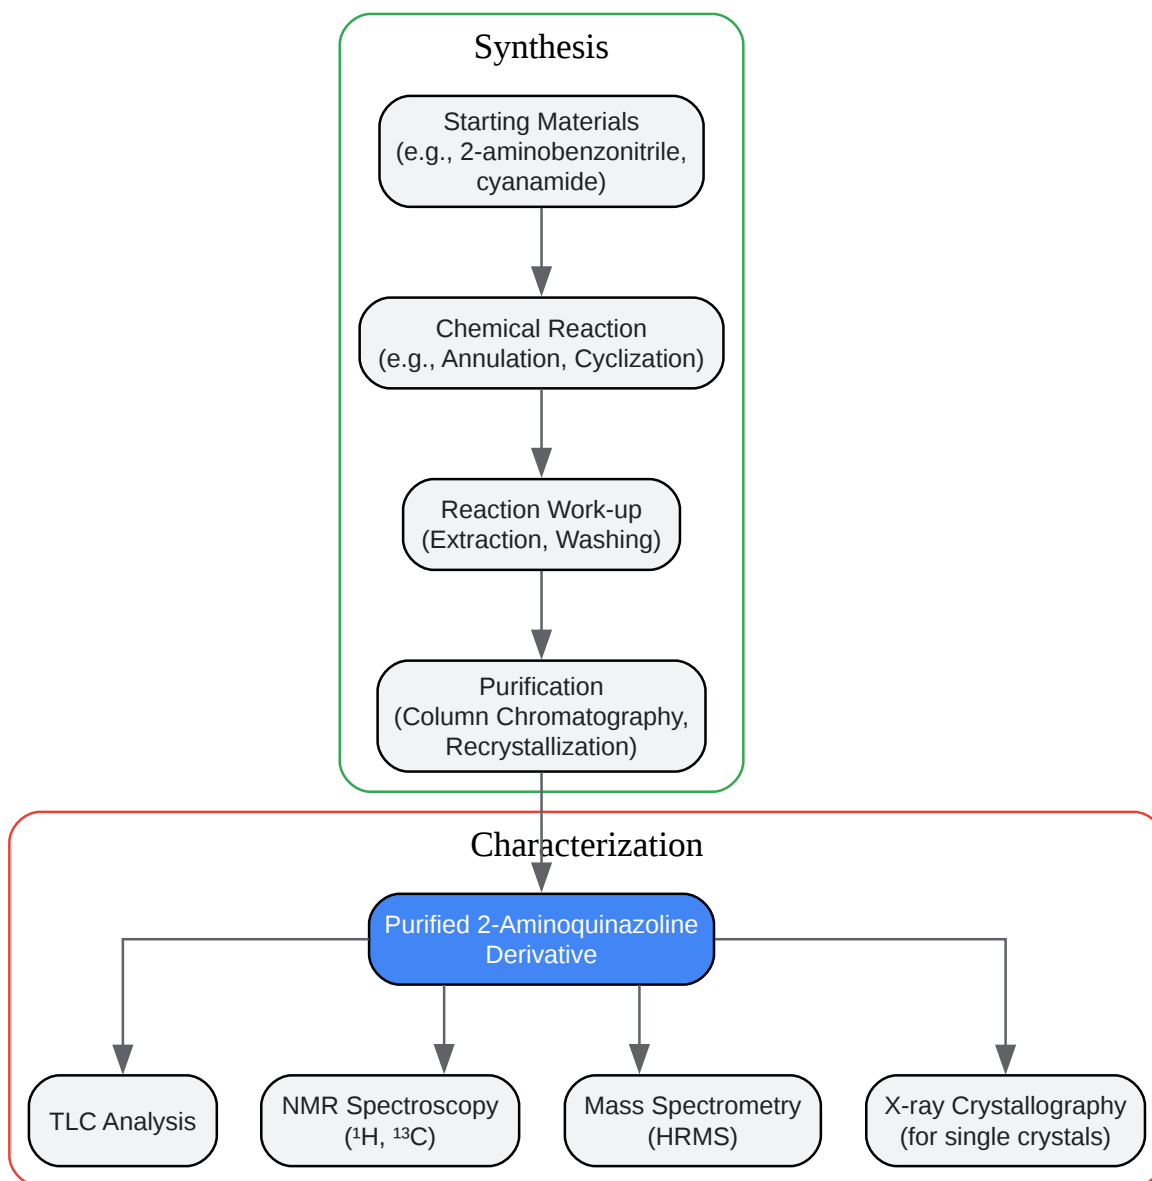 Synthesis
Starting Materials
(e.g., 2-aminobenzonitrile,
cyanamide)
Chemical Reaction
(e.g., Annulation, Cyclization)
Reaction Work-up
(Extraction, Washing)
Purification
(Column Chromatography,
Recrystallization)
Characterization
Purified 2-Aminoquinazoline
Derivative
TLC Analysis
NMR Spectroscopy
(¹H, ¹³C)
Mass Spectrometry
(HRMS)
X-ray Crystallography
(for single crystals)